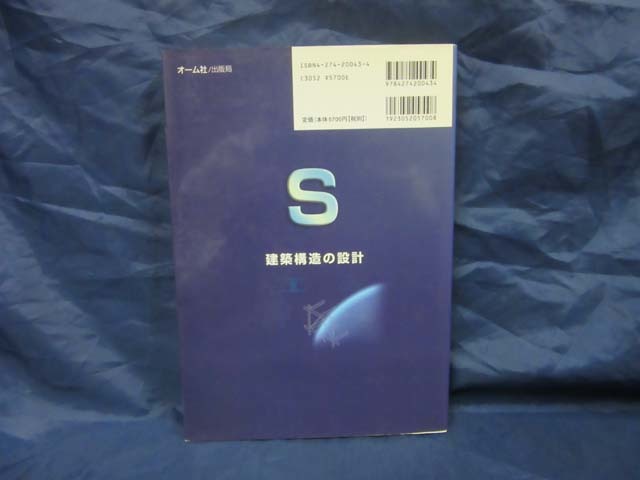 オーム社/出版局
ISBN4-274-20043-4
C3052 ¥5700E
定価(本体5700円【税別】)
9784274200434
1923052057008
S
建築構造の設計